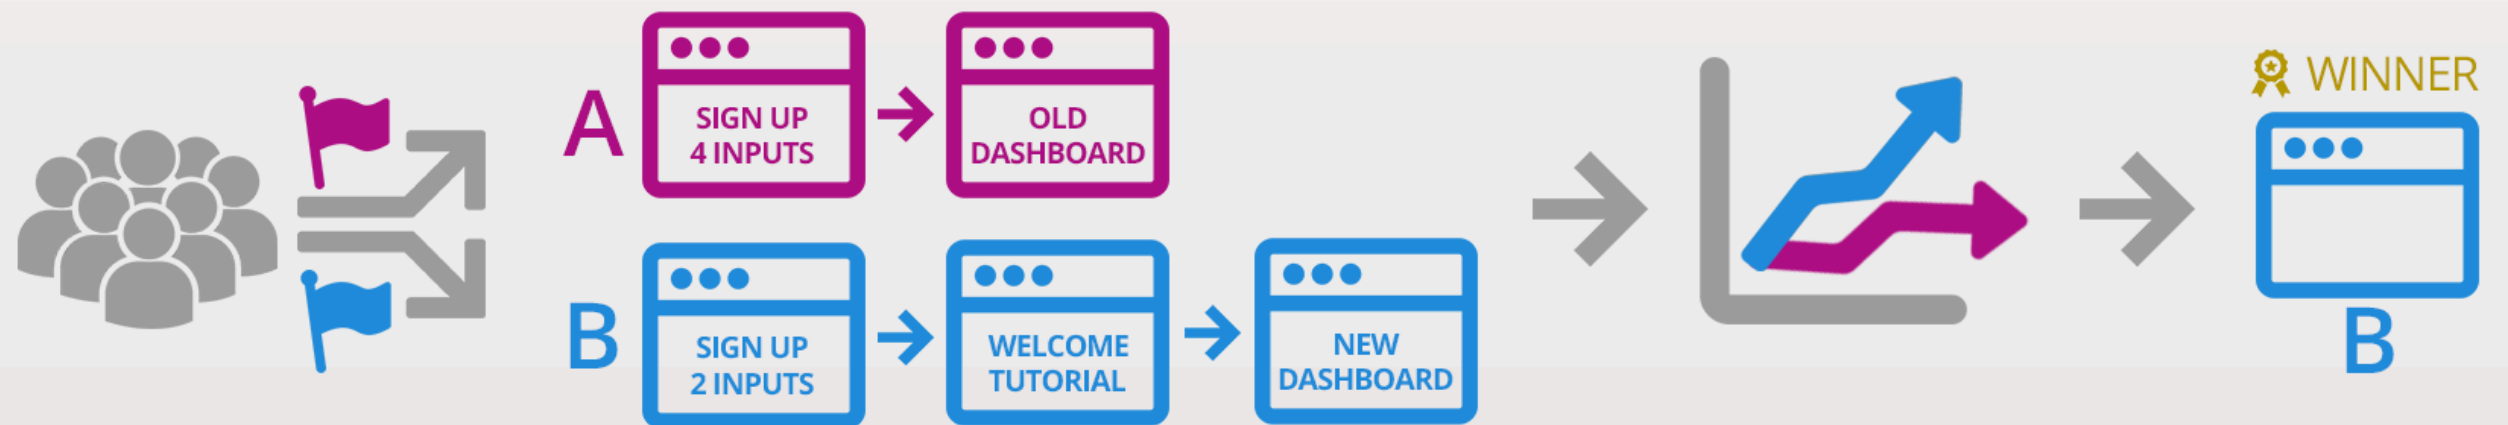 A
SIGN UP
4 INPUTS
OLD
DASHBOARD
B
SIGN UP
2 INPUTS
WELCOME
TUTORIAL
NEW
DASHBOARD
WINNER
B